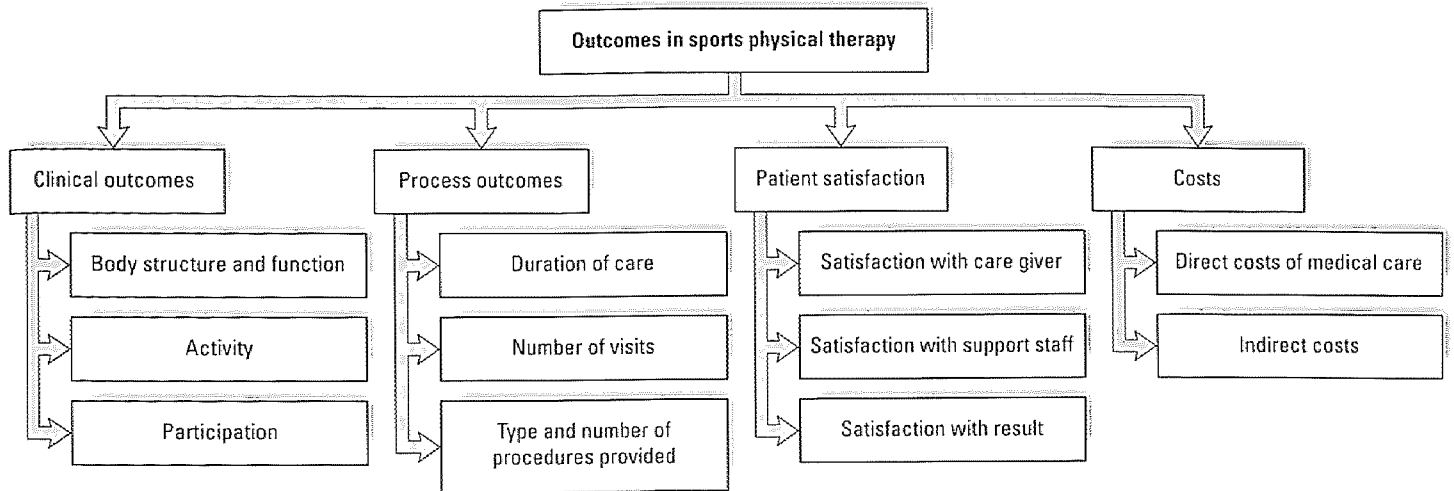 Outcomes in sports physical therapy
Clinical outcomes
Body structure and function
Activity
Participation
Process outcomes
Duration of care
Number of visits
Type and number of
procedures provided
Patient satisfaction
Satisfaction with care giver
Satisfaction with support staff
Satisfaction with result
Costs
Direct costs of medical care
Indirect costs